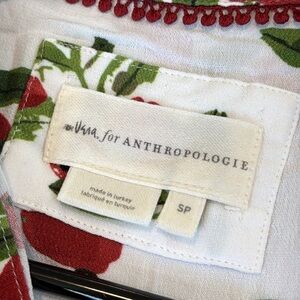 for ANTHROPOLOGIE
made in turkey
fabriqué en turquie
SP